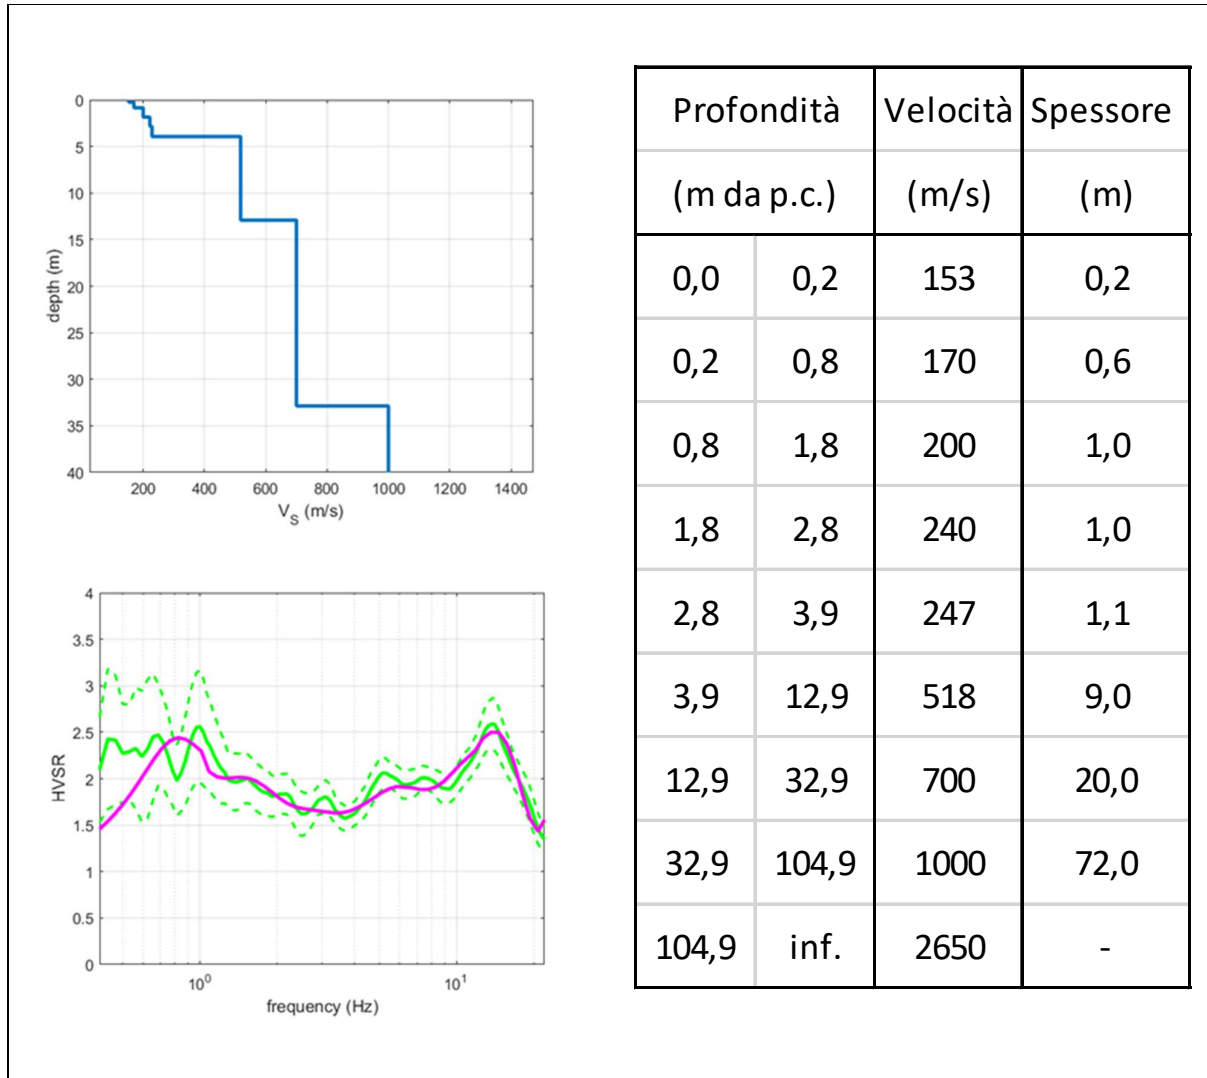 0
5
10
15
20
25
30
35
40
depth (m)
200 400 600 800 1000 1200 1400
V_S (m/s)
4
3.5
3
2.5
2
1.5
1
0.5
0
HVSR
10^0 10^1
frequency (Hz)
Profondità Velocità Spessore
(m da p.c.) (m/s) (m)
0,0 0,2 153 0,2
0,2 0,8 170 0,6
0,8 1,8 200 1,0
1,8 2,8 240 1,0
2,8 3,9 247 1,1
3,9 12,9 518 9,0
12,9 32,9 700 20,0
32,9 104,9 1000 72,0
104,9 inf. 2650 -